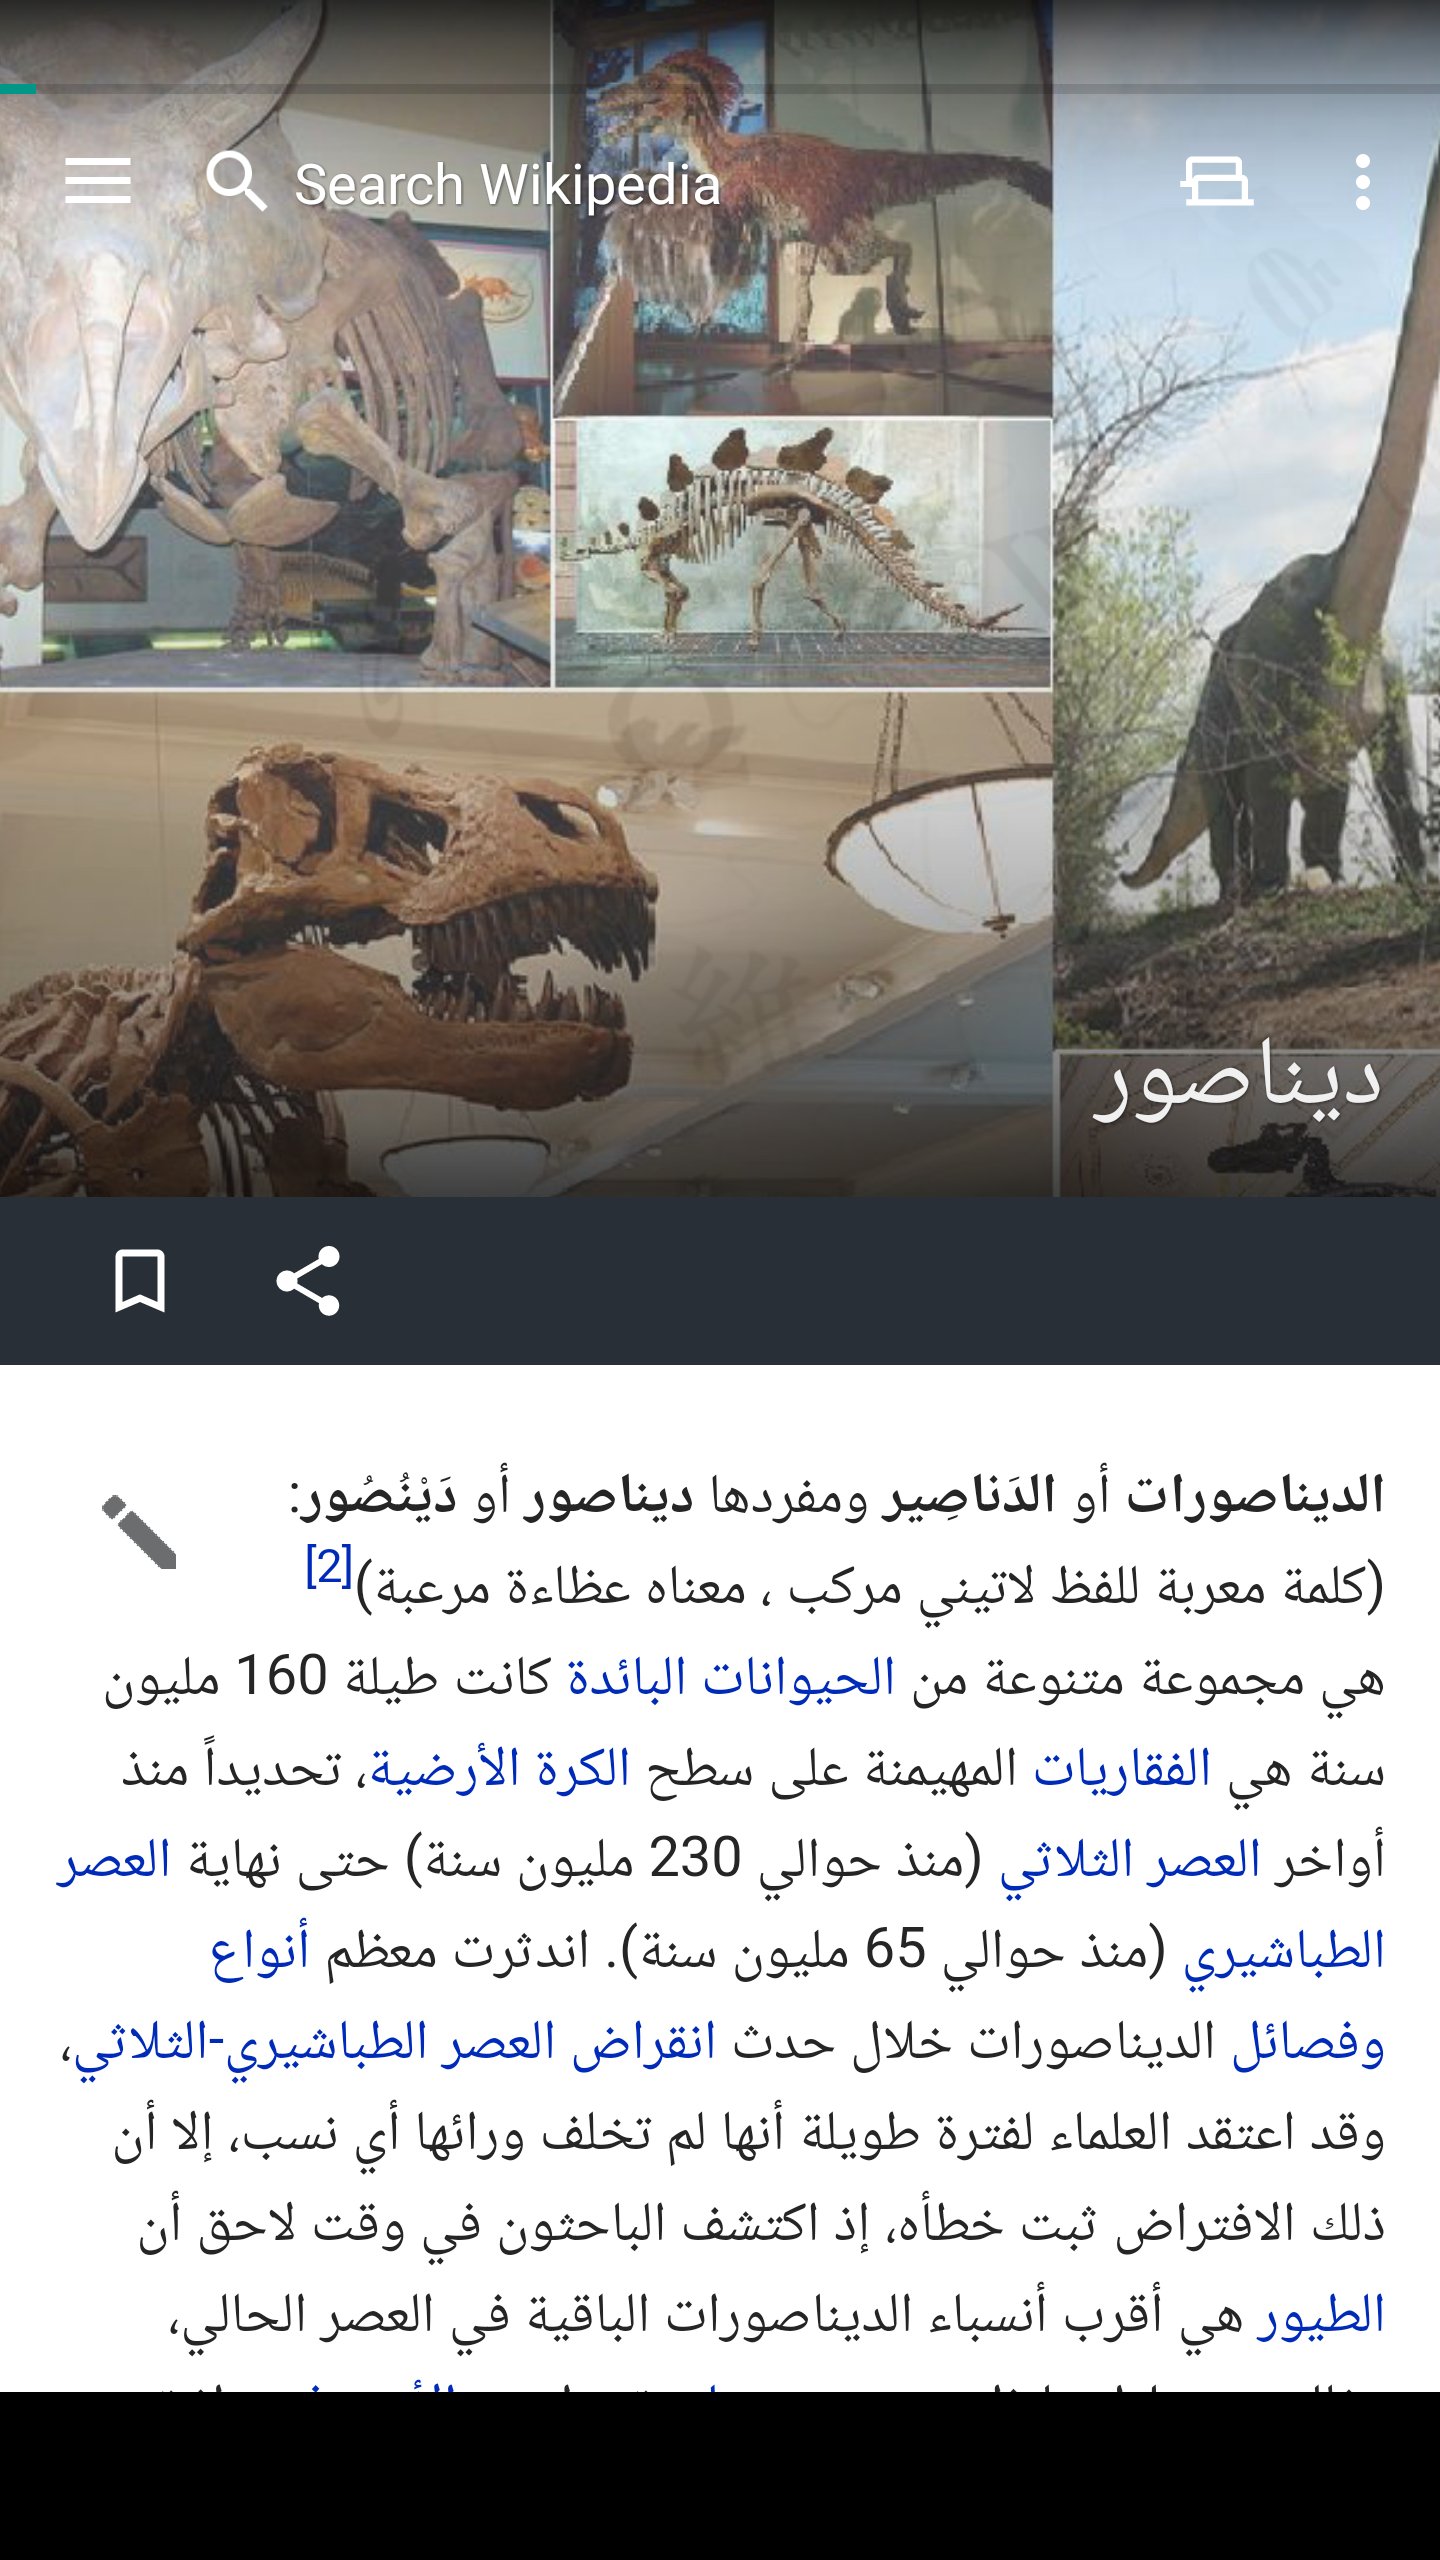 Search Wikipedia
ديناصور
الديناصورات أو الدَناصِير ومفردها ديناصور أو دَيْنُصُور:
(كلمة معربة للفظ لاتيني مركب ، معناه عظاءة مرعبة)[2]
هي مجموعة متنوعة من الحيوانات البائدة كانت طيلة 160 مليون
سنة هي الفقاريات المهيمنة على سطح الكرة الأرضية، تحديداً منذ
أواخر العصر الثلاثي (منذ حوالي 230 مليون سنة) حتى نهاية العصر
الطباشيري (منذ حوالي 65 مليون سنة). اندثرت معظم أنواع
وفصائل الديناصورات خلال حدث انقراض العصر الطباشيري-الثلاثي،
وقد اعتقد العلماء لفترة طويلة أنها لم تخلف ورائها أي نسب، إلا أن
ذلك الافتراض ثبت خطأه، إذ اكتشف الباحثون في وقت لاحق أن
الطيور هي أقرب أنسباء الديناصورات الباقية في العصر الحالي،